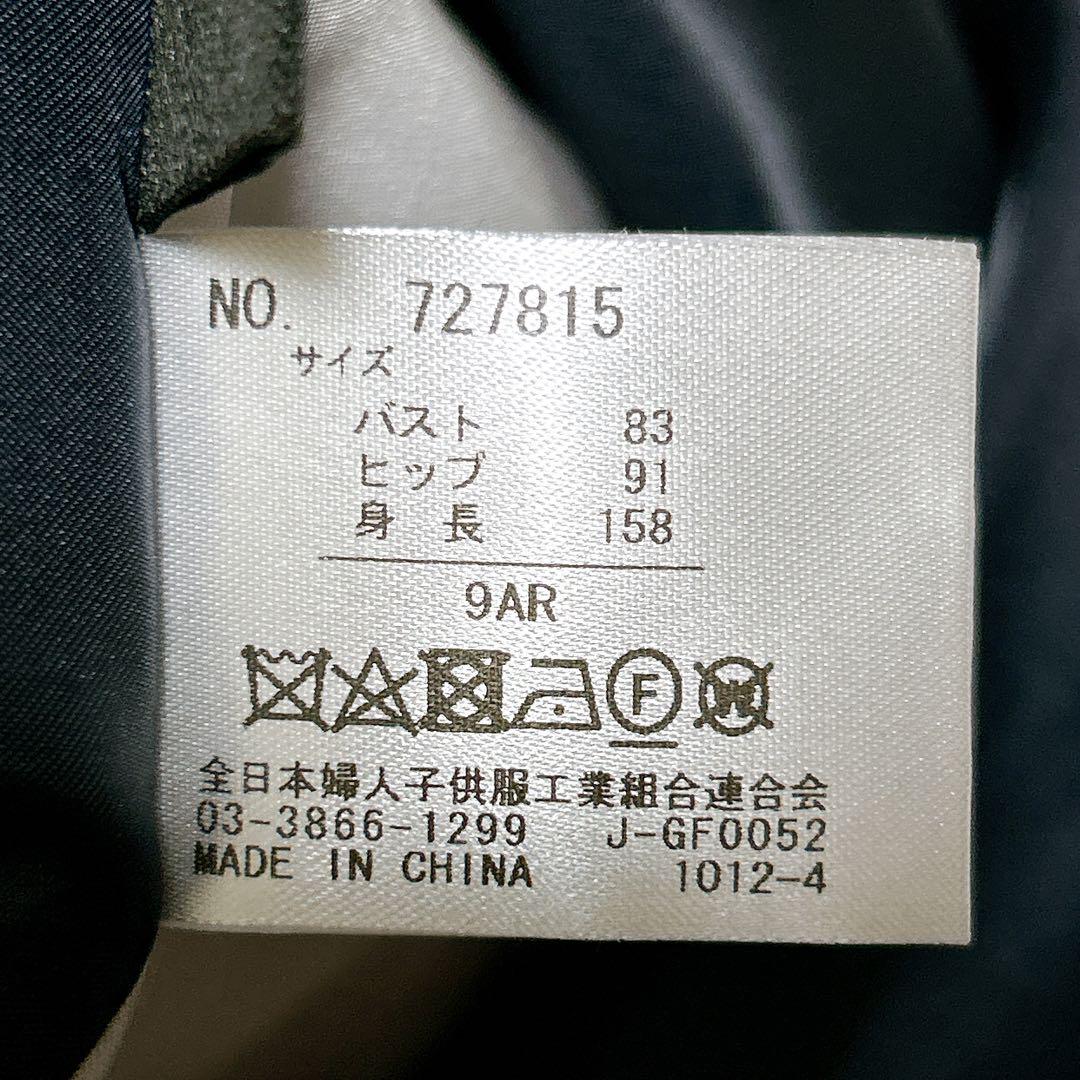 NO. 727815
サイズ
バスト 83
ヒップ 91
身長 158
9AR
F W
全日本婦人子供服工業組合連合会
03-3866-1299 J-GF0052
MADE IN CHINA 1012-4